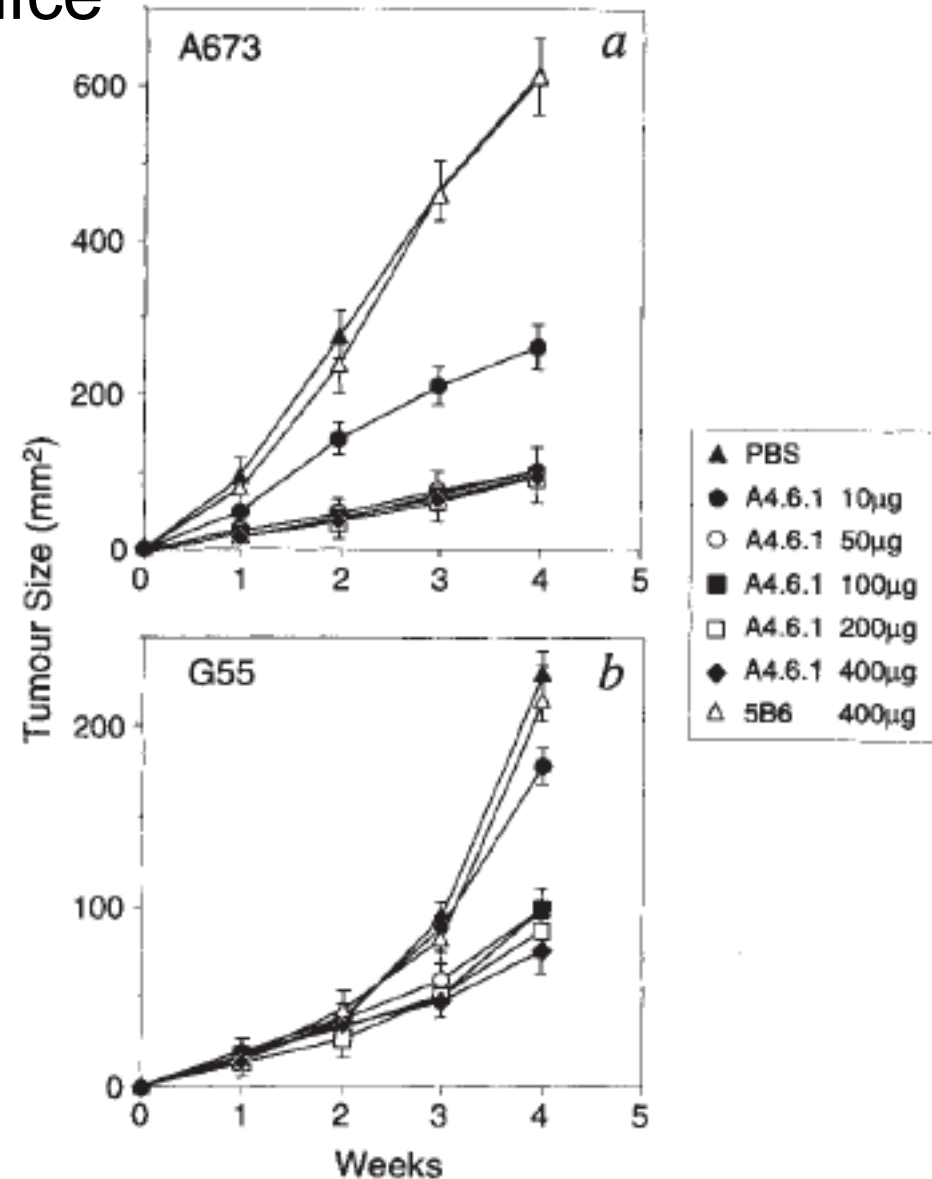 A673
a
600
400
200
0
0 1 2 3 4 5
Tumour Size (mm²)
▲ PBS
● A4.6.1 10µg
○ A4.6.1 50µg
■ A4.6.1 100µg
□ A4.6.1 200µg
◆ A4.6.1 400µg
△ 5B6 400µg
G55
b
200
100
0
0 1 2 3 4 5
Weeks